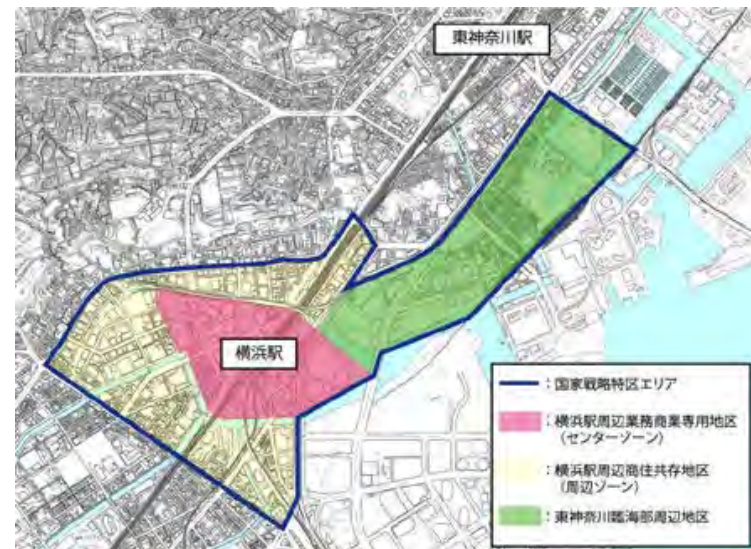 東神奈川駅
横浜駅
：国家戦略特区エリア
：横浜駅周辺業務商業専用地区
（センターゾーン）
：横浜駅周辺商住共存地区
（周辺ゾーン）
：東神奈川臨海部周辺地区